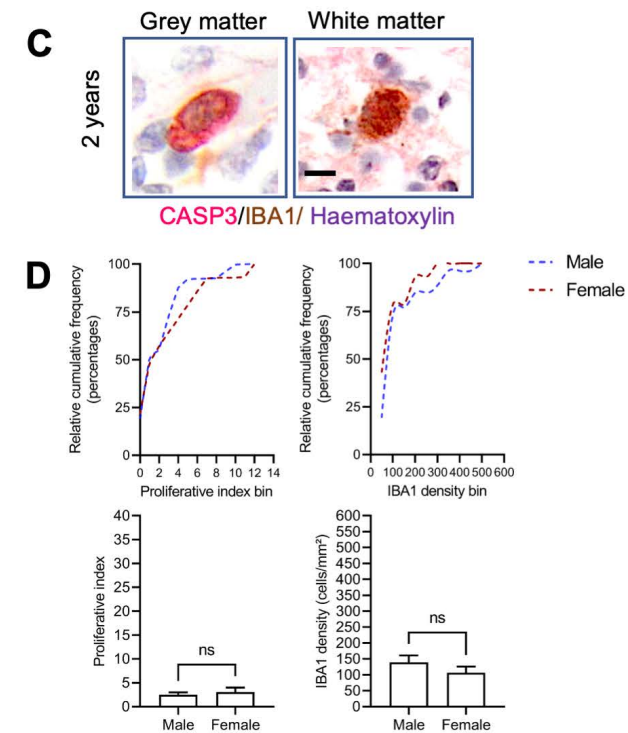 C
Grey matter
White matter
2 years
CASP3/IBA1/ Haematoxylin
D
Relative cumulative frequency
(percentages)
100
75
50
25
0
0 2 4 6 8 10 12 14
Proliferative index bin
Relative cumulative frequency
(percentages)
100
75
50
25
0
0 100 200 300 400 500 600
IBA1 density bin
Male
Female
Proliferative index
40
35
30
25
20
15
10
5
0
ns
Male Female
IBA1 density (cells/mm²)
600
550
500
450
400
350
300
250
200
150
100
50
0
ns
Male Female